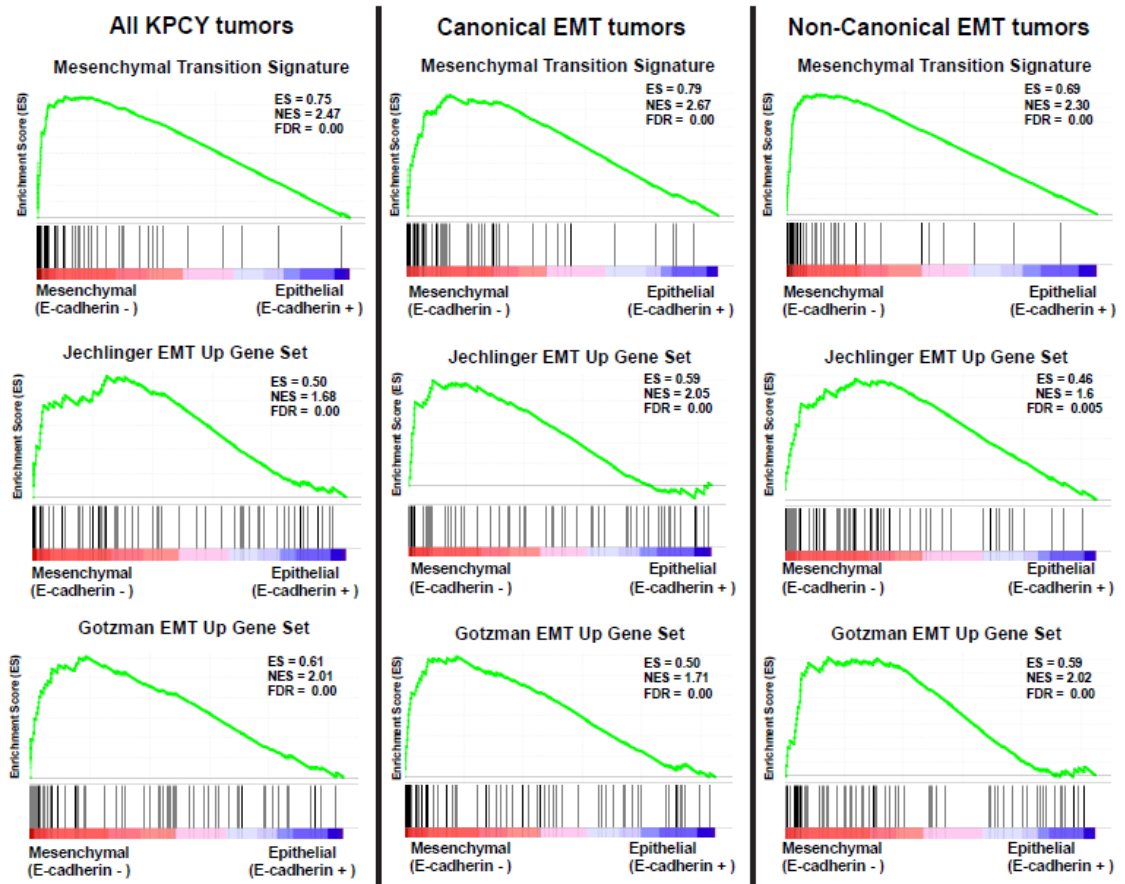 All KPCY tumors
Mesenchymal Transition Signature
Enrichment Score (ES)
ES = 0.75
NES = 2.47
FDR = 0.00
Mesenchymal
(E-cadherin - )
Epithelial
(E-cadherin + )
Jechlinger EMT Up Gene Set
Enrichment Score (ES)
ES = 0.50
NES = 1.68
FDR = 0.00
Mesenchymal
(E-cadherin - )
Epithelial
(E-cadherin + )
Gotzman EMT Up Gene Set
Enrichment Score (ES)
ES = 0.61
NES = 2.01
FDR = 0.00
Mesenchymal
(E-cadherin - )
Epithelial
(E-cadherin + )
Canonical EMT tumors
Mesenchymal Transition Signature
Enrichment Score (ES)
ES = 0.79
NES = 2.67
FDR = 0.00
Mesenchymal
(E-cadherin - )
Epithelial
(E-cadherin + )
Jechlinger EMT Up Gene Set
Enrichment Score (ES)
ES = 0.59
NES = 2.05
FDR = 0.00
Mesenchymal
(E-cadherin - )
Epithelial
(E-cadherin + )
Gotzman EMT Up Gene Set
Enrichment Score (ES)
ES = 0.50
NES = 1.71
FDR = 0.00
Mesenchymal
(E-cadherin - )
Epithelial
(E-cadherin + )
Non-Canonical EMT tumors
Mesenchymal Transition Signature
Enrichment Score (ES)
ES = 0.69
NES = 2.30
FDR = 0.00
Mesenchymal
(E-cadherin - )
Epithelial
(E-cadherin + )
Jechlinger EMT Up Gene Set
Enrichment Score (ES)
ES = 0.46
NES = 1.6
FDR = 0.005
Mesenchymal
(E-cadherin - )
Epithelial
(E-cadherin + )
Gotzman EMT Up Gene Set
Enrichment Score (ES)
ES = 0.59
NES = 2.02
FDR = 0.00
Mesenchymal
(E-cadherin - )
Epithelial
(E-cadherin + )